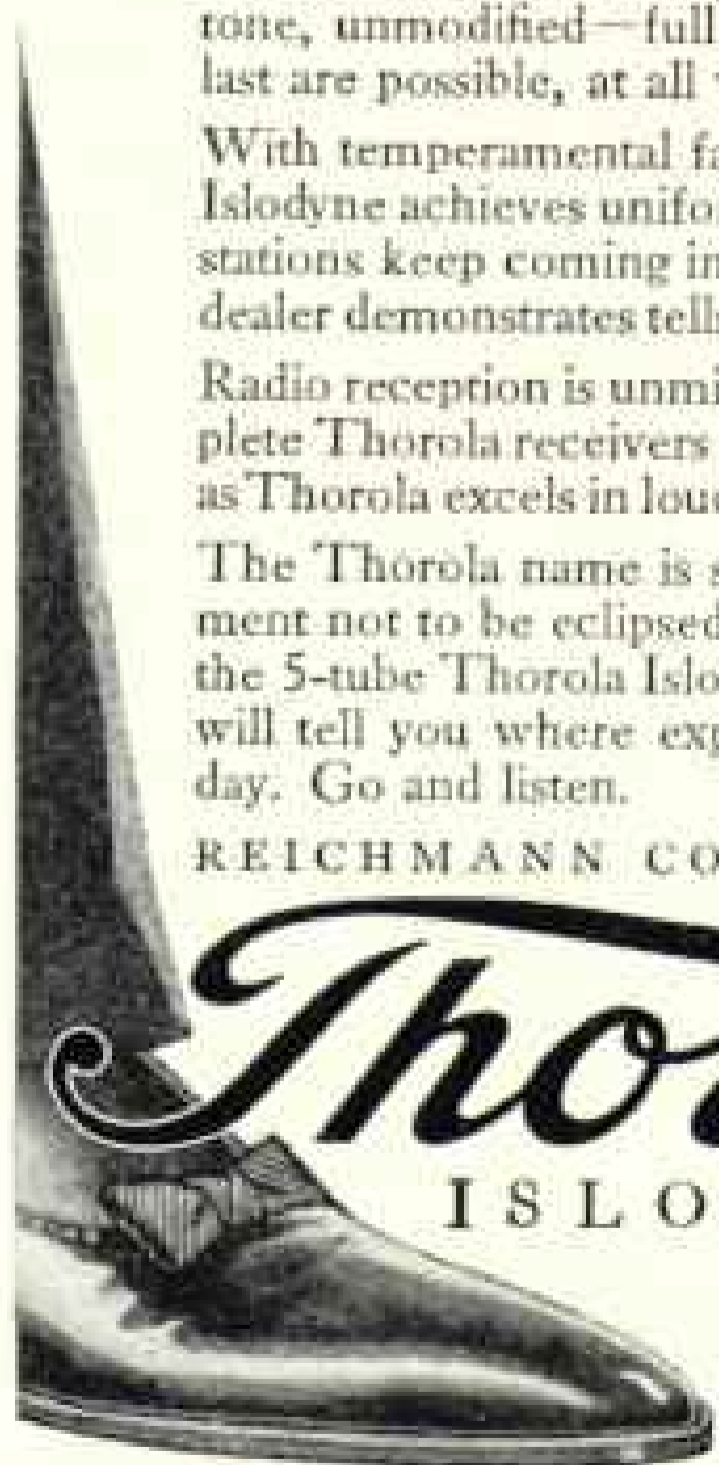 tone, unmodified—full
last are possible, at all
With temperamental fa
Islodyne achieves unifo
stations keep coming in
dealer demonstrates tells
Radio reception is unmi
plete Thorola receivers
as Thorola excels in lou
The Thorola name is s
ment not to be eclipsed
the 5-tube Thorola Islo
will tell you where exp
day. Go and listen.
REICHMANN CO
Thor
ISLO